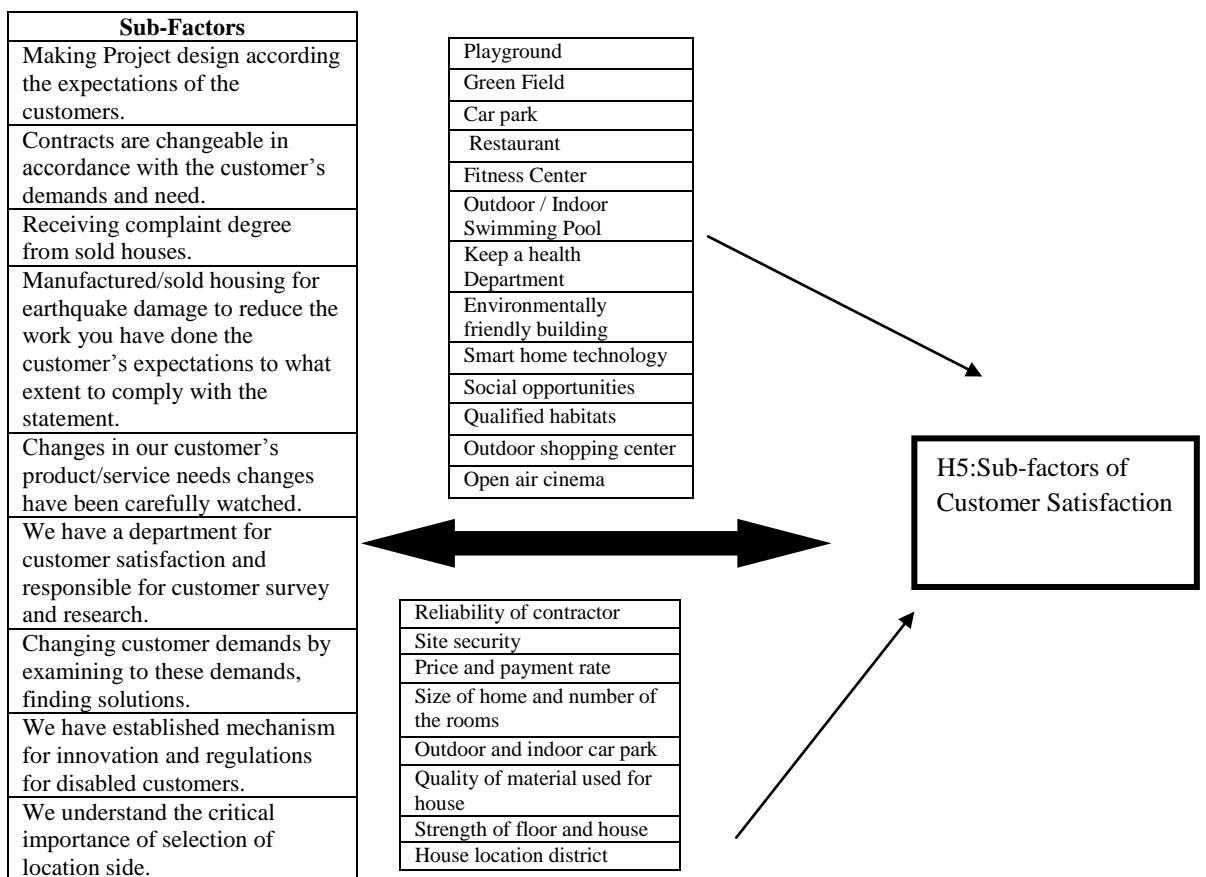 Sub-Factors
Making Project design according
the expectations of the
customers.
Contracts are changeable in
accordance with the customer's
demands and need.
Receiving complaint degree
from sold houses.
Manufactured/sold housing for
earthquake damage to reduce the
work you have done the
customer's expectations to what
extent to comply with the
statement.
Changes in our customer's
product/service needs changes
have been carefully watched.
We have a department for
customer satisfaction and
responsible for customer survey
and research.
Changing customer demands by
examining to these demands,
finding solutions.
We have established mechanism
for innovation and regulations
for disabled customers.
We understand the critical
importance of selection of
location side.
Playground
Green Field
Car park
Restaurant
Fitness Center
Outdoor / Indoor
Swimming Pool
Keep a health
Department
Environmentally
friendly building
Smart home technology
Social opportunities
Qualified habitats
Outdoor shopping center
Open air cinema
Reliability of contractor
Site security
Price and payment rate
Size of home and number of
the rooms
Outdoor and indoor car park
Quality of material used for
house
Strength of floor and house
House location district
H5:Sub-factors of
Customer Satisfaction